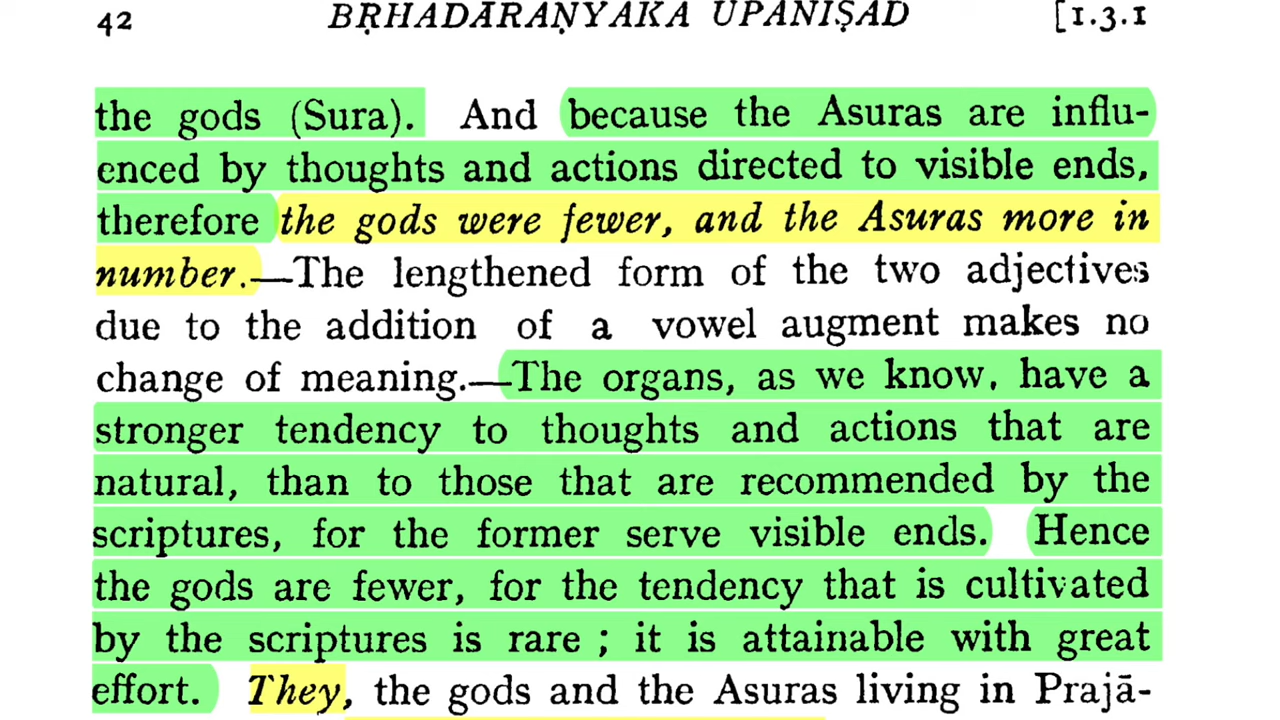 42 BṚHADĀRAṆYAKA UPANIṢAD [1.3.1
the gods (Sura). And because the Asuras are influ-
enced by thoughts and actions directed to visible ends,
therefore the gods were fewer, and the Asuras more in
number.—The lengthened form of the two adjectives
due to the addition of a vowel augment makes no
change of meaning.—The organs, as we know, have a
stronger tendency to thoughts and actions that are
natural, than to those that are recommended by the
scriptures, for the former serve visible ends. Hence
the gods are fewer, for the tendency that is cultivated
by the scriptures is rare ; it is attainable with great
effort. They, the gods and the Asuras living in Prajā-